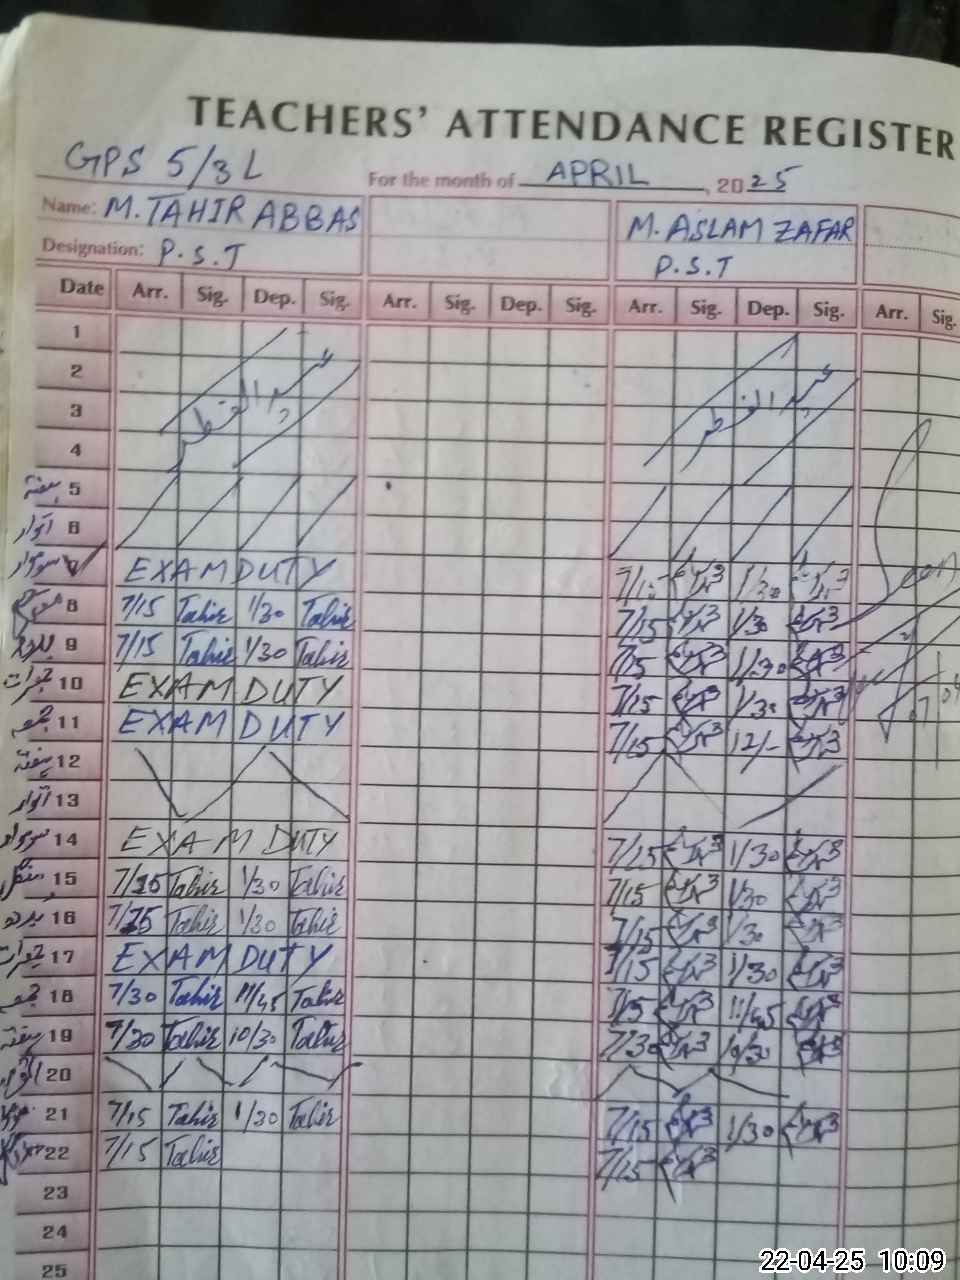 TEACHERS' ATTENDANCE REGISTER
GPS 5/3L
For the month of APRIL, 2025
Name: M. TAHIR ABBAS M. ASLAM ZAFAR
Designation: P.S.T P.S.T
Date Arr. Sig. Dep. Sig. Arr. Sig. Dep. Sig. Arr. Sig. Dep. Sig. Arr. Sig.
1
2
3
4
ہفتہ 5
اتوار 6
سوموار 7 EXAM DUTY 7/15 1/30
8 7/15 Tahir 1/30 Tahir 7/15 1/30
9 7/15 Tahir 1/30 Tahir 7/15 1/30
جمعرات 10 EXAM DUTY 7/15 1/30
جمعہ 11 EXAM DUTY 7/15 12/-
ہفتہ 12
اتوار 13
سوموار 14 EXAM DUTY 7/15 1/30
منگل 15 7/15 Tahir 1/30 Tahir 7/15 1/30
بدھ 16 7/15 Tahir 1/30 Tahir 7/15 1/30
جمعرات 17 EXAM DUTY 7/15 1/30
جمعہ 18 7/30 Tahir 11/45 Tahir 7/15 11/45
ہفتہ 19 7/30 Tahir 10/30 Tahir 7/30 10/30
20
21 7/15 Tahir 1/30 Tahir 7/15 1/30
22 7/15 Tahir 7/15
23
24
25
22-04-25 10:09